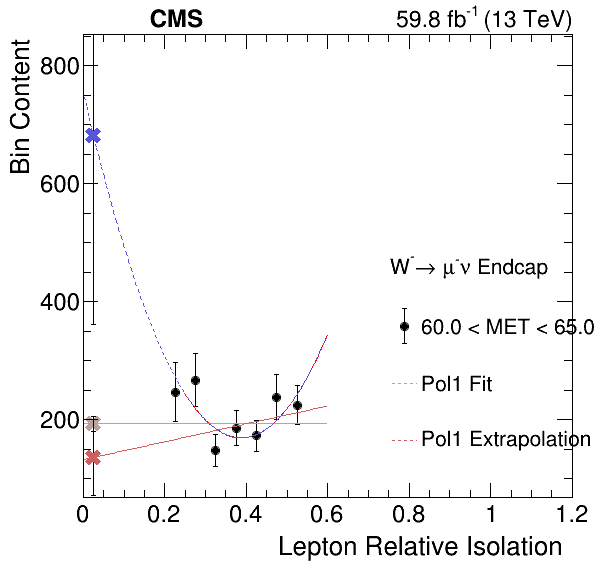 CMS
59.8 fb⁻¹ (13 TeV)
Bin Content
800
600
400
200
W⁻→ μ⁻ν Endcap
60.0 < MET < 65.0
Pol1 Fit
Pol1 Extrapolation
0 0.2 0.4 0.6 0.8 1 1.2
Lepton Relative Isolation